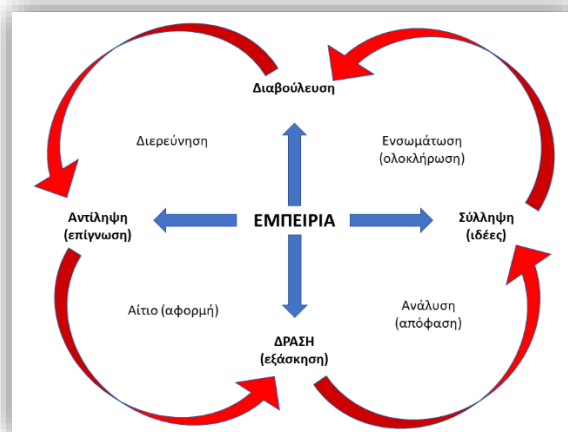 Διαβούλευση
Διερεύνηση
Ενσωμάτωση
(ολοκλήρωση)
Αντίληψη
(επίγνωση)
ΕΜΠΕΙΡΙΑ
Σύλληψη
(ιδέες)
Αίτιο (αφορμή)
Ανάλυση
(απόφαση)
ΔΡΑΣΗ
(εξάσκηση)